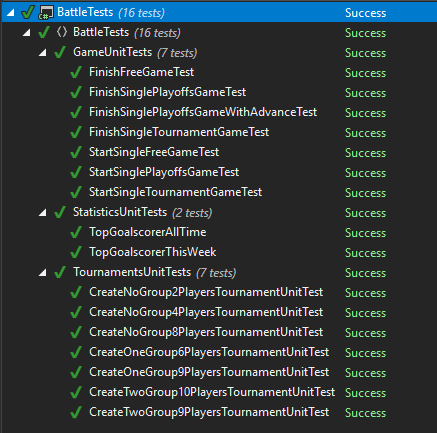 BattleTests (16 tests) Success
BattleTests (16 tests) Success
GameUnitTests (7 tests) Success
FinishFreeGameTest Success
FinishSinglePlayoffsGameTest Success
FinishSinglePlayoffsGameWithAdvanceTest Success
FinishSingleTournamentGameTest Success
StartSingleFreeGameTest Success
StartSinglePlayoffsGameTest Success
StartSingleTournamentGameTest Success
StatisticsUnitTests (2 tests) Success
TopGoalscorerAllTime Success
TopGoalscorerThisWeek Success
TournamentsUnitTests (7 tests) Success
CreateNoGroup2PlayersTournamentUnitTest Success
CreateNoGroup4PlayersTournamentUnitTest Success
CreateNoGroup8PlayersTournamentUnitTest Success
CreateOneGroup6PlayersTournamentUnitTest Success
CreateOneGroup9PlayersTournamentUnitTest Success
CreateTwoGroup10PlayersTournamentUnitTest Success
CreateTwoGroup9PlayersTournamentUnitTest Success